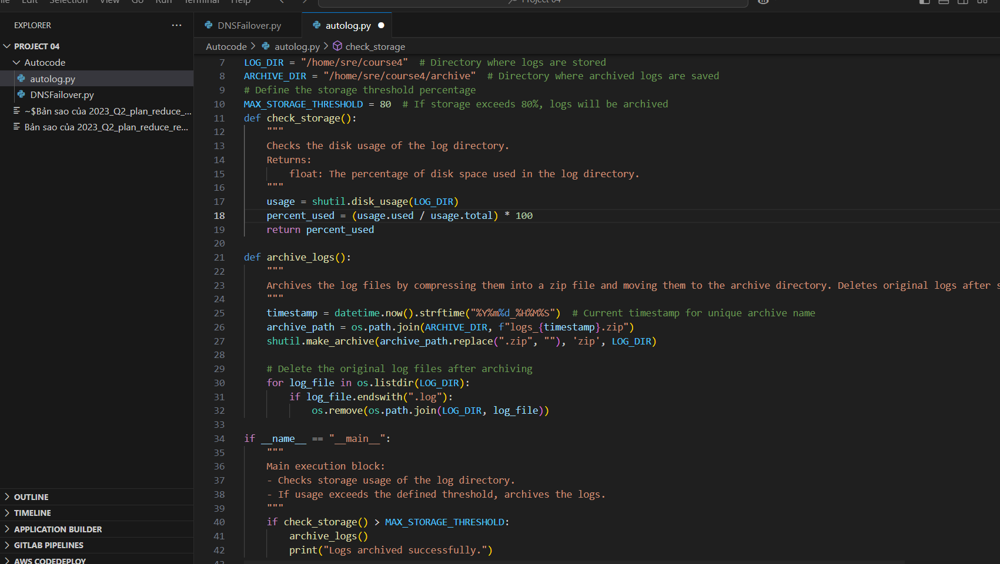 Edit Selection View Go Run Terminal Help
Project 04
EXPLORER
PROJECT 04
Autocode
autolog.py
DNSFailover.py
~$Bản sao của 2023_Q2_plan_reduce_...
Bản sao của 2023_Q2_plan_reduce_re...
OUTLINE
TIMELINE
APPLICATION BUILDER
GITLAB PIPELINES
AWS CODEDEPLOY
DNSFailover.py autolog.py
Autocode > autolog.py > check_storage
7 LOG_DIR = "/home/sre/course4"  # Directory where logs are stored
8 ARCHIVE_DIR = "/home/sre/course4/archive"  # Directory where archived logs are saved
9 # Define the storage threshold percentage
10 MAX_STORAGE_THRESHOLD = 80  # If storage exceeds 80%, logs will be archived
11 def check_storage():
12     """
13     Checks the disk usage of the log directory.
14     Returns:
15         float: The percentage of disk space used in the log directory.
16     """
17     usage = shutil.disk_usage(LOG_DIR)
18     percent_used = (usage.used / usage.total) * 100
19     return percent_used
20
21 def archive_logs():
22     """
23     Archives the log files by compressing them into a zip file and moving them to the archive directory. Deletes original logs after
24     """
25     timestamp = datetime.now().strftime("%Y%m%d_%H%M%S")  # Current timestamp for unique archive name
26     archive_path = os.path.join(ARCHIVE_DIR, f"logs_{timestamp}.zip")
27     shutil.make_archive(archive_path.replace(".zip", ""), 'zip', LOG_DIR)
28
29     # Delete the original log files after archiving
30     for log_file in os.listdir(LOG_DIR):
31         if log_file.endswith(".log"):
32             os.remove(os.path.join(LOG_DIR, log_file))
33
34 if __name__ == "__main__":
35     """
36     Main execution block:
37     - Checks storage usage of the log directory.
38     - If usage exceeds the defined threshold, archives the logs.
39     """
40     if check_storage() > MAX_STORAGE_THRESHOLD:
41         archive_logs()
42         print("Logs archived successfully.")